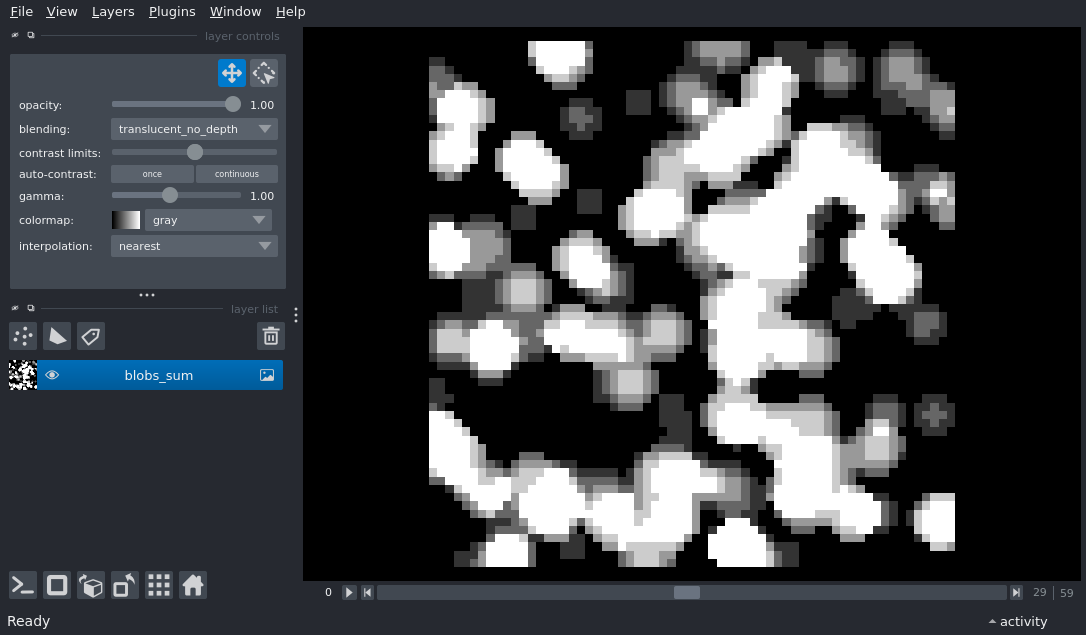 File View Layers Plugins Window Help
layer controls
opacity: 1.00
blending: translucent_no_depth
contrast limits:
auto-contrast: once continuous
gamma: 1.00
colormap: gray
interpolation: nearest
layer list
blobs_sum
0 29 59
Ready activity